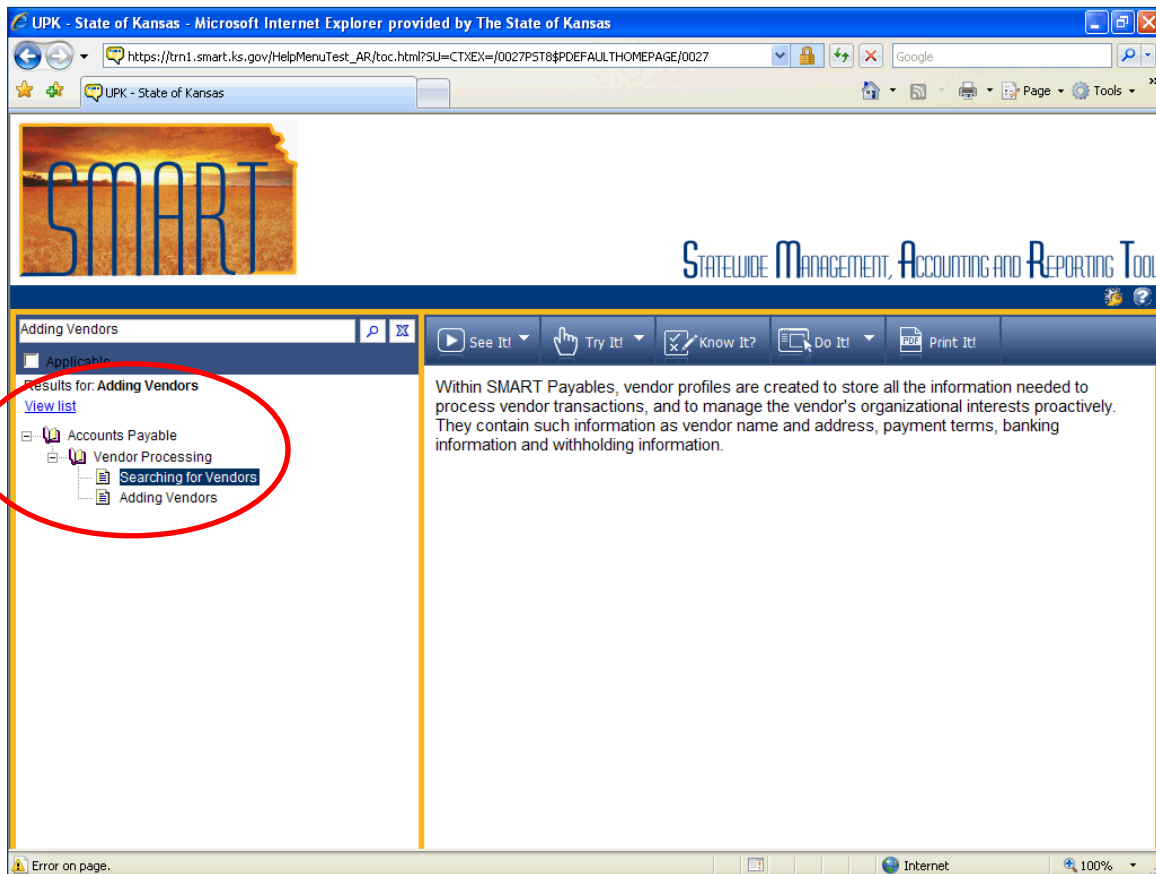 UPK - State of Kansas - Microsoft Internet Explorer provided by The State of Kansas
https://trn1.smart.ks.gov/HelpMenuTest_AR/toc.html?SU=CTXEX=/0027PST8$PDEFAULTHOMEPAGE/0027
Google
UPK - State of Kansas
Page
Tools
SMART
STATEWIDE MANAGEMENT, ACCOUNTING AND REPORTING TOOL
Adding Vendors
See It!
Try It!
Know It?
Do It!
PDF
Print It!
Applicable
Results for: Adding Vendors
View list
Accounts Payable
Vendor Processing
Searching for Vendors
Adding Vendors
Within SMART Payables, vendor profiles are created to store all the information needed to
process vendor transactions, and to manage the vendor's organizational interests proactively.
They contain such information as vendor name and address, payment terms, banking
information and withholding information.
Error on page.
Internet
100%